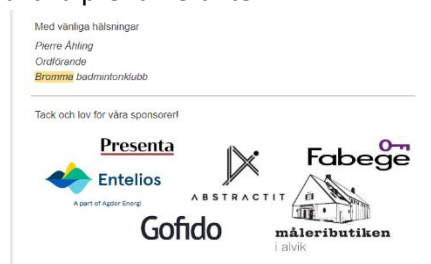 Med vänliga hälsningar
Pierre Åhling
Ordförande
Bromma badmintonklubb
Tack och lov för våra sponsorer!
Presenta
Fabege
Entelios
A part of Agder Energi
ABSTRACTIT
Gofido
måleributiken
i alvik